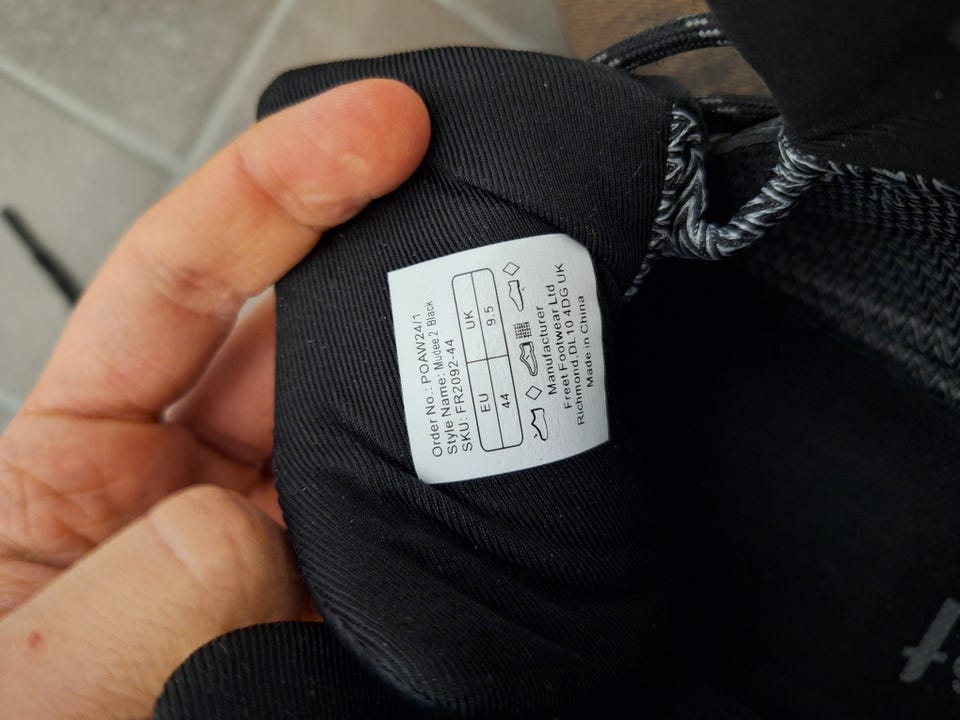 Order No.: POAW24/1
Style Name: Mudee 2 Black
SKU: FR2092-44
EU UK
44 9.5
Manufacturer
Freet Footwear Ltd
Richmond,DL10 4DG UK
Made in China